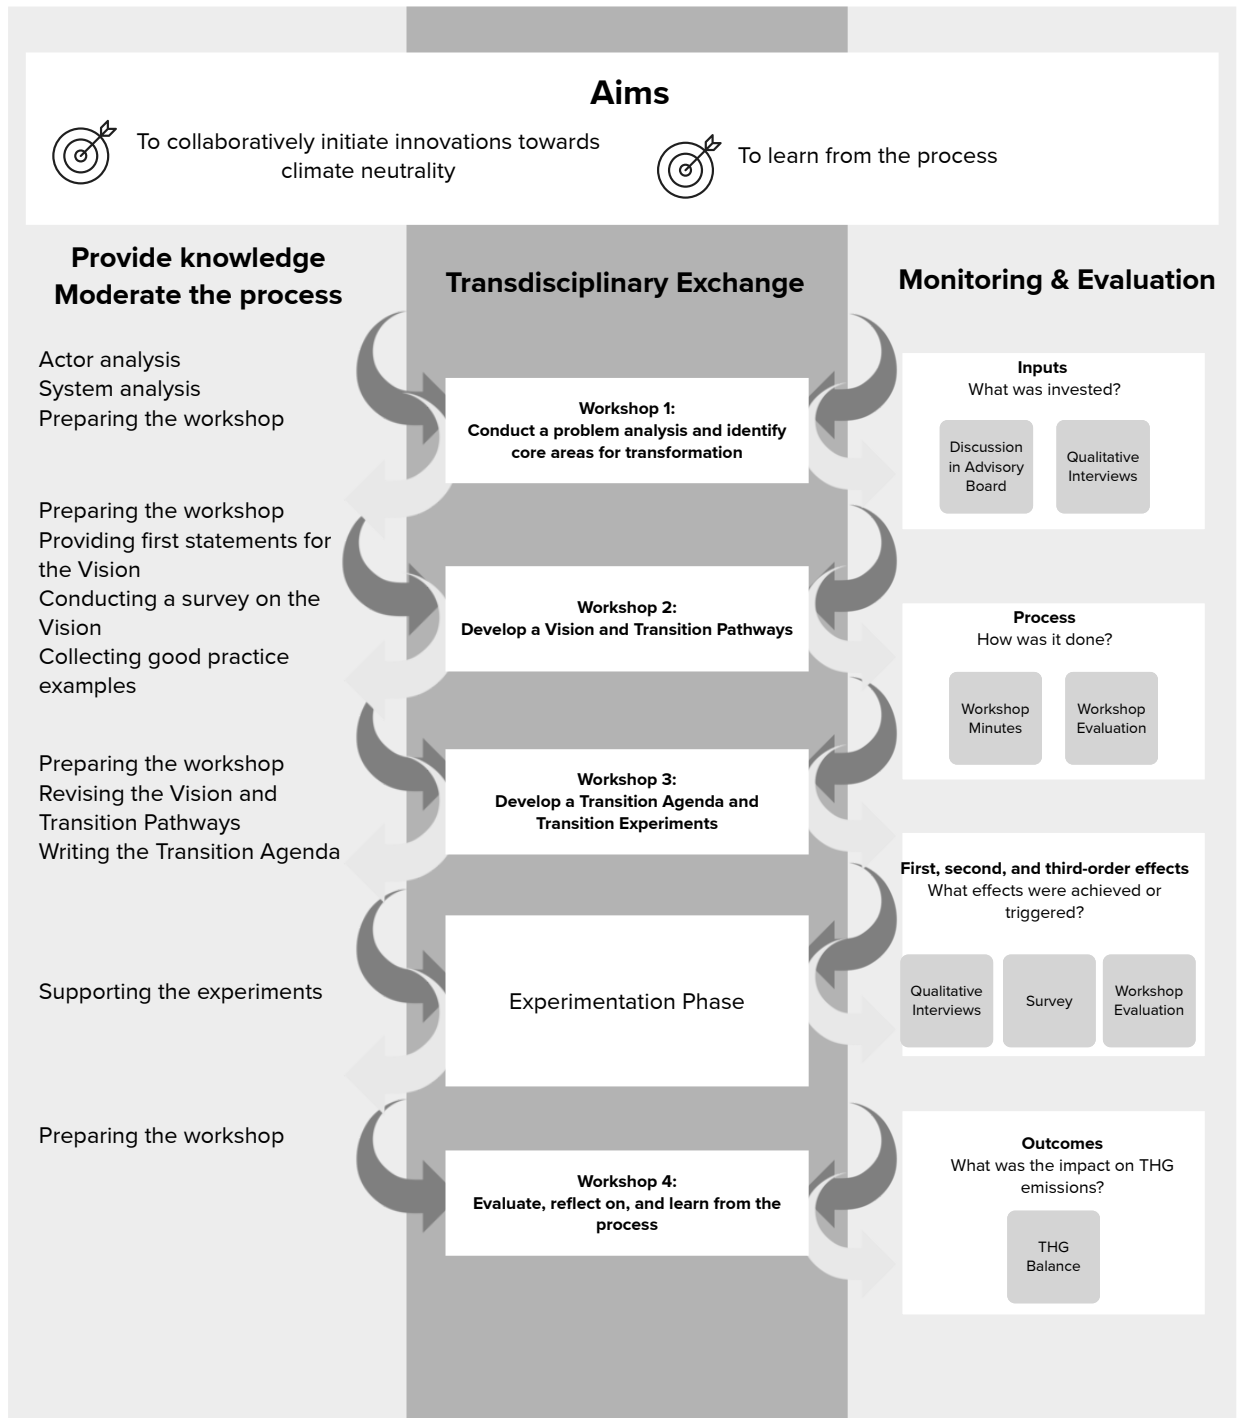 Aims
To collaboratively initiate innovations towards
climate neutrality
To learn from the process
Provide knowledge
Moderate the process
Transdisciplinary Exchange
Monitoring & Evaluation
Actor analysis
System analysis
Preparing the workshop
Workshop 1:
Conduct a problem analysis and identify
core areas for transformation
Inputs
What was invested?
Discussion
in Advisory
Board
Qualitative
Interviews
Preparing the workshop
Providing first statements for
the Vision
Conducting a survey on the
Vision
Collecting good practice
examples
Workshop 2:
Develop a Vision and Transition Pathways
Process
How was it done?
Workshop
Minutes
Workshop
Evaluation
Preparing the workshop
Revising the Vision and
Transition Pathways
Writing the Transition Agenda
Workshop 3:
Develop a Transition Agenda and
Transition Experiments
First, second, and third-order effects
What effects were achieved or
triggered?
Qualitative
Interviews
Survey
Workshop
Evaluation
Supporting the experiments
Experimentation Phase
Preparing the workshop
Workshop 4:
Evaluate, reflect on, and learn from the
process
Outcomes
What was the impact on THG
emissions?
THG
Balance